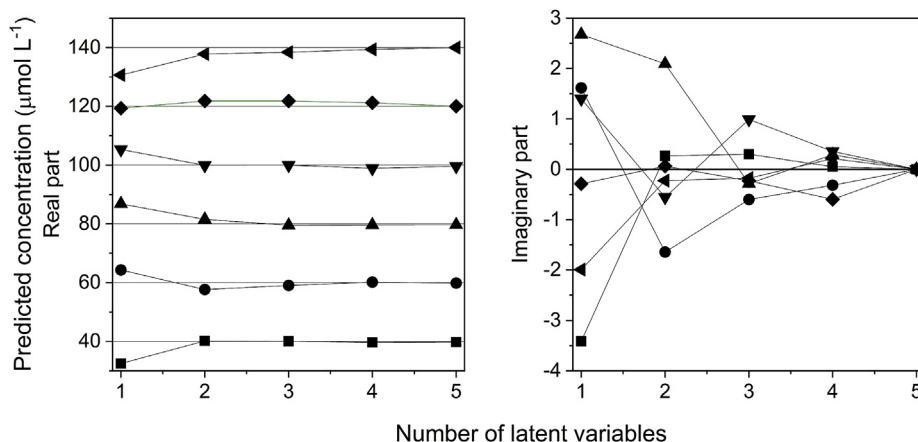 Predicted concentration (μmol L-1)
Real part
140
120
100
80
60
40
1 2 3 4 5
Imaginary part
3
2
1
0
-1
-2
-3
-4
1 2 3 4 5
Number of latent variables